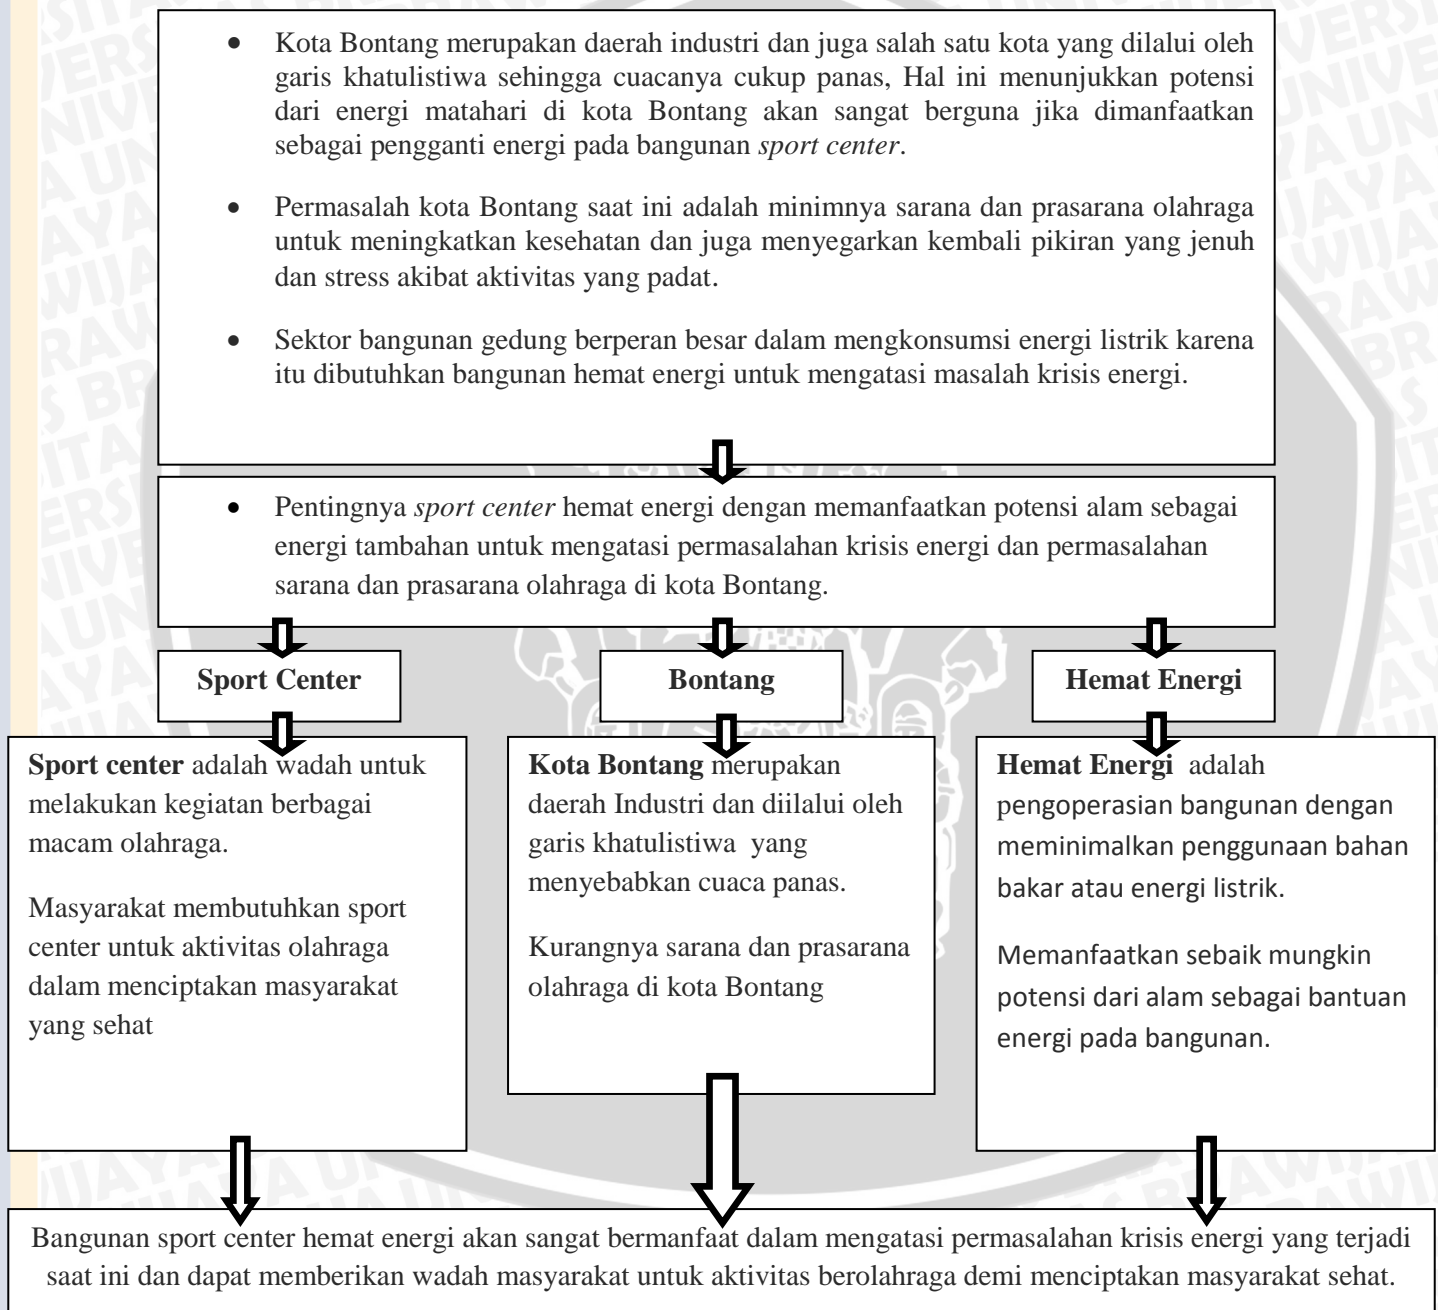 • Kota Bontang merupakan daerah industri dan juga salah satu kota yang dilalui oleh
garis khatulistiwa sehingga cuacanya cukup panas, Hal ini menunjukkan potensi
dari energi matahari di kota Bontang akan sangat berguna jika dimanfaatkan
sebagai pengganti energi pada bangunan sport center.
• Permasalah kota Bontang saat ini adalah minimnya sarana dan prasarana olahraga
untuk meningkatkan kesehatan dan juga menyegarkan kembali pikiran yang jenuh
dan stress akibat aktivitas yang padat.
• Sektor bangunan gedung berperan besar dalam mengkonsumsi energi listrik karena
itu dibutuhkan bangunan hemat energi untuk mengatasi masalah krisis energi.
• Pentingnya sport center hemat energi dengan memanfaatkan potensi alam sebagai
energi tambahan untuk mengatasi permasalahan krisis energi dan permasalahan
sarana dan prasarana olahraga di kota Bontang.
Sport Center
Bontang
Hemat Energi
Sport center adalah wadah untuk
melakukan kegiatan berbagai
macam olahraga.
Masyarakat membutuhkan sport
center untuk aktivitas olahraga
dalam menciptakan masyarakat
yang sehat
Kota Bontang merupakan
daerah Industri dan diilalui oleh
garis khatulistiwa yang
menyebabkan cuaca panas.
Kurangnya sarana dan prasarana
olahraga di kota Bontang
Hemat Energi adalah
pengoperasian bangunan dengan
meminimalkan penggunaan bahan
bakar atau energi listrik.
Memanfaatkan sebaik mungkin
potensi dari alam sebagai bantuan
energi pada bangunan.
Bangunan sport center hemat energi akan sangat bermanfaat dalam mengatasi permasalahan krisis energi yang terjadi
saat ini dan dapat memberikan wadah masyarakat untuk aktivitas berolahraga demi menciptakan masyarakat sehat.